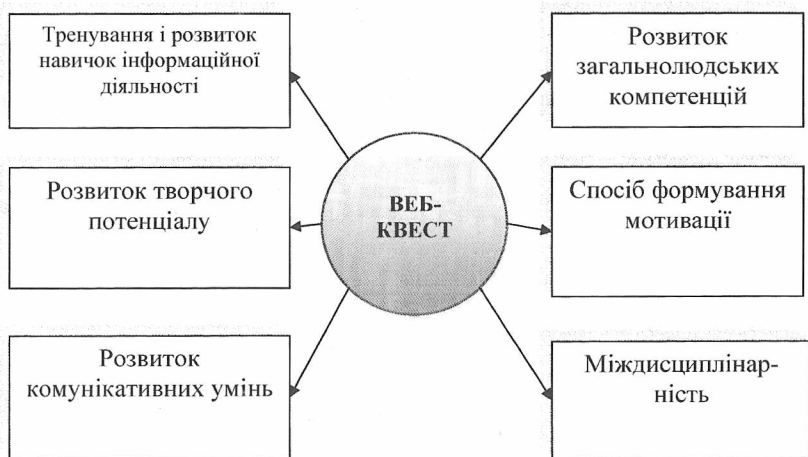 Тренування і розвиток
навичок інформаційної
діяльності
Розвиток
загальнолюдських
компетенцій
Розвиток творчого
потенціалу
ВЕБ-
КВЕСТ
Спосіб формування
мотивації
Розвиток
комунікативних умінь
Міждисциплінар-
ність